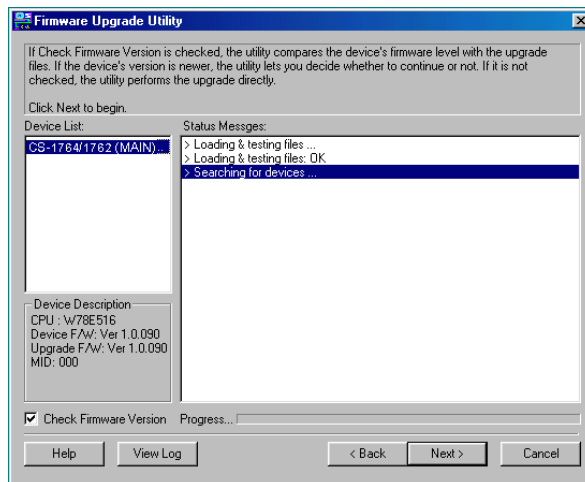 Firmware Upgrade Utility
If Check Firmware Version is checked, the utility compares the device's firmware level with the upgrade
files. If the device's version is newer, the utility lets you decide whether to continue or not. If it is not
checked, the utility performs the upgrade directly.
Click Next to begin.
Device List:
Status Messges:
CS-1764/1762 (MAIN)...
> Loading & testing files ...
> Loading & testing files: OK
> Searching for devices ...
Device Description
CPU : W78E516
Device F/W: Ver 1.0.090
Upgrade F/W: Ver 1.0.090
MID: 000
Check Firmware Version
Progress...
Help
View Log
< Back
Next >
Cancel